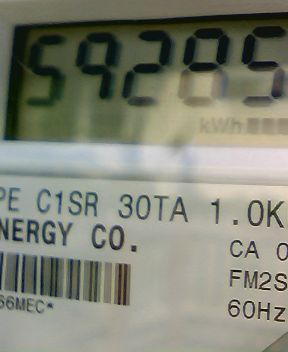 59285
kWh
PE C1SR 30TA 1.0K
NERGY CO.
CA 0
FM2S
66MEC*
60Hz